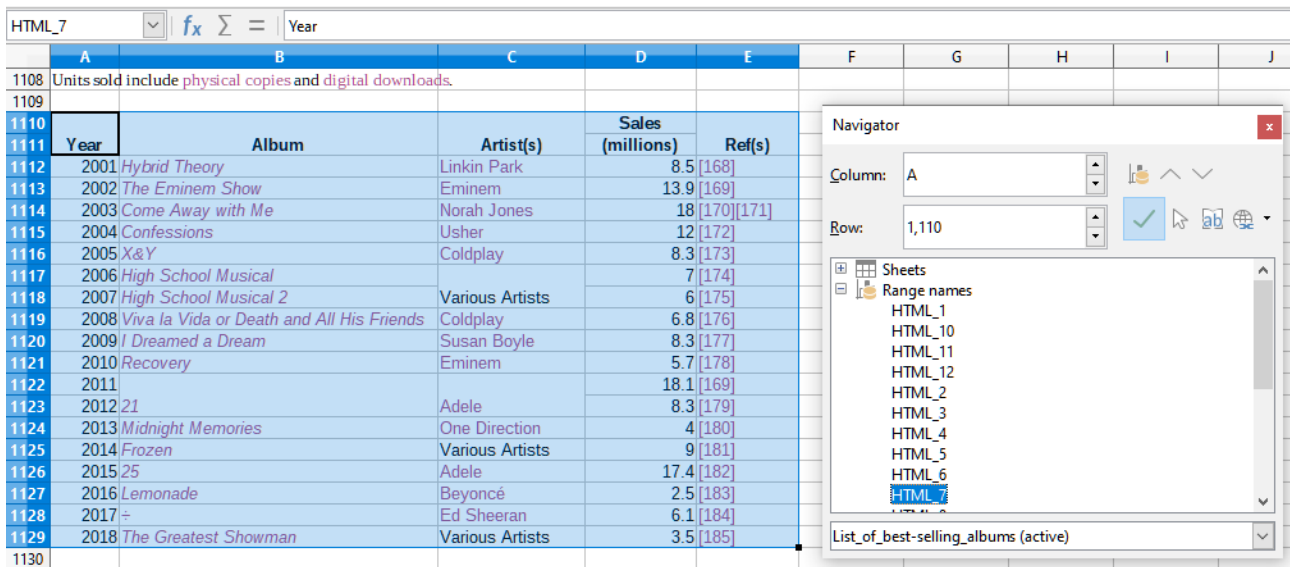 HTML_7 fx Σ = Year
A B C D E F G H I J
1108 Units sold include physical copies and digital downloads.
1109
1110 Sales
1111 Year Album Artist(s) (millions) Ref(s)
1112 2001 Hybrid Theory Linkin Park 8.5 [168]
1113 2002 The Eminem Show Eminem 13.9 [169]
1114 2003 Come Away with Me Norah Jones 18 [170][171]
1115 2004 Confessions Usher 12 [172]
1116 2005 X&Y Coldplay 8.3 [173]
1117 2006 High School Musical 7 [174]
1118 2007 High School Musical 2 Various Artists 6 [175]
1119 2008 Viva la Vida or Death and All His Friends Coldplay 6.8 [176]
1120 2009 I Dreamed a Dream Susan Boyle 8.3 [177]
1121 2010 Recovery Eminem 5.7 [178]
1122 2011 18.1 [169]
1123 2012 21 Adele 8.3 [179]
1124 2013 Midnight Memories One Direction 4 [180]
1125 2014 Frozen Various Artists 9 [181]
1126 2015 25 Adele 17.4 [182]
1127 2016 Lemonade Beyoncé 2.5 [183]
1128 2017 ÷ Ed Sheeran 6.1 [184]
1129 2018 The Greatest Showman Various Artists 3.5 [185]
1130
Navigator x
Column: A
Row: 1,110
ab
Sheets
Range names
HTML_1
HTML_10
HTML_11
HTML_12
HTML_2
HTML_3
HTML_4
HTML_5
HTML_6
HTML_7
List_of_best-selling_albums (active)